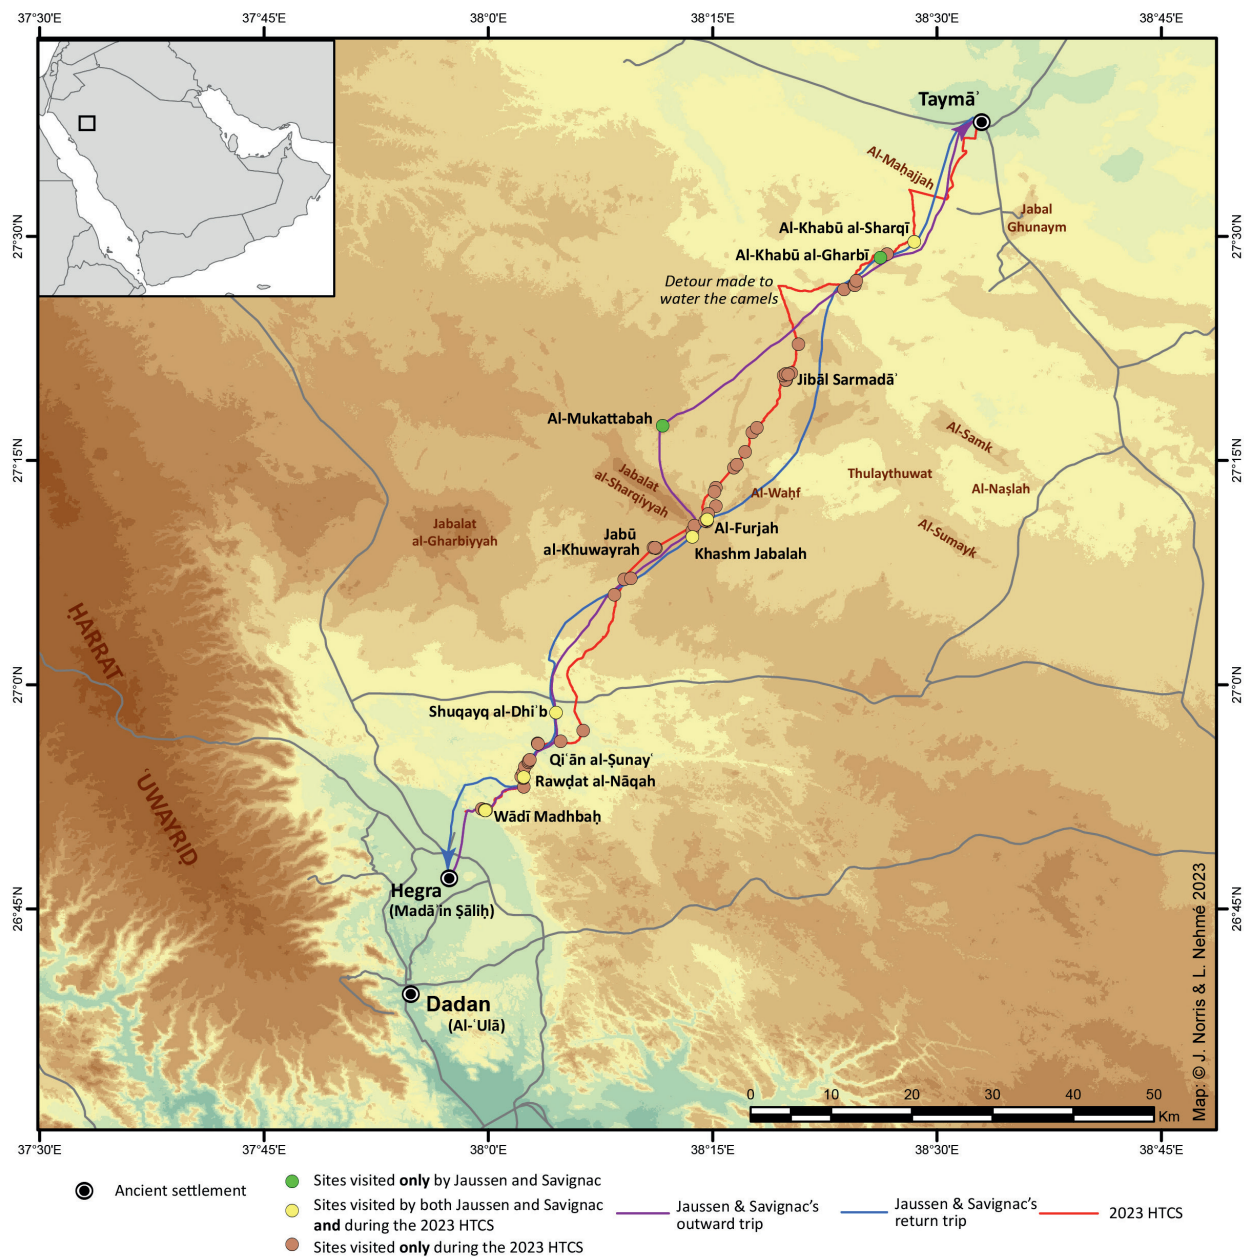 37°30'E
37°45'E
38°0'E
38°15'E
38°30'E
38°45'E
Taymāʾ
Al-Maḥajjah
Jabal
Ghunaym
27°30'N
27°30'N
Al-Khabū al-Sharqī
Al-Khabū al-Gharbī
Detour made to
water the camels
Jibāl Sarmadāʾ
Al-Mukattabah
Al-Samk
27°15'N
27°15'N
Jabalat
al-Sharqiyyah
Thulaythuwat
Al-Waḥf
Al-Naṣlah
Jabalat
al-Gharbiyyah
Al-Furjah
Al-Sumayk
Jabū
al-Khuwayrah
Khashm Jabalah
ḤARRAT
27°0'N
27°0'N
Shuqayq al-Dhiʾb
Qiʿān al-Ṣunayʿ
Rawḍat al-Nāqah
ʿUWAYRIḌ
Wādī Madhbaḥ
Hegra
(Madāʾin Ṣāliḥ)
26°45'N
26°45'N
Dadan
(Al-ʿUlā)
Map: © J. Norris & L. Nehmé 2023
0 10 20 30 40 50
Km
37°30'E
37°45'E
38°0'E
38°15'E
38°30'E
38°45'E
Ancient settlement
Sites visited only by Jaussen and Savignac
Sites visited by both Jaussen and Savignac
and during the 2023 HTCS
Sites visited only during the 2023 HTCS
Jaussen & Savignac's
outward trip
Jaussen & Savignac's
return trip
2023 HTCS